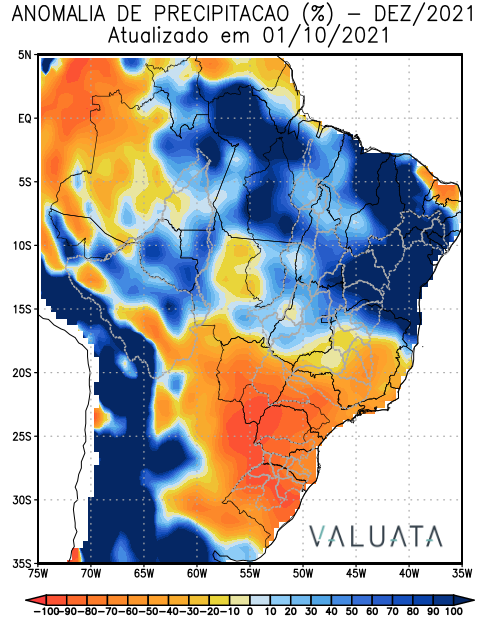 ANOMALIA DE PRECIPITACAO (%) – DEZ/2021
Atualizado em 01/10/2021
5N
EQ
5S
10S
15S
20S
25S
30S
35S
75W 70W 65W 60W 55W 50W 45W 40W 35W
VALUATA
-100-90-80-70-60-50-40-30-20-10 0 10 20 30 40 50 60 70 80 90 100